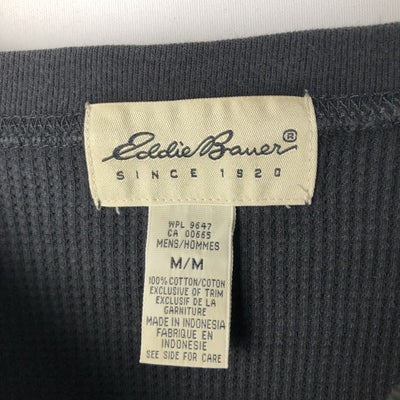 Eddie Bauer®
SINCE 1920
WPL 9647
CA 00665
MENS/HOMMES
M/M
100% COTTON/COTON
EXCLUSIVE OF TRIM
EXCLUSIF DE LA
GARNITURE
MADE IN INDONESIA
FABRIQUE EN
INDONESIE
SEE SIDE FOR CARE